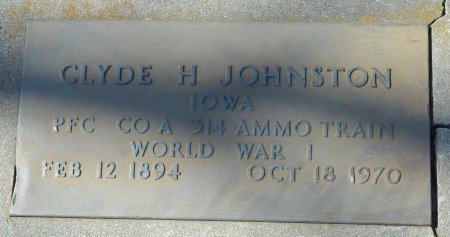 CLYDE H JOHNSTON
IOWA
PFC CO A 314 AMMO TRAIN
WORLD WAR I
FEB 12 1894 OCT 18 1970